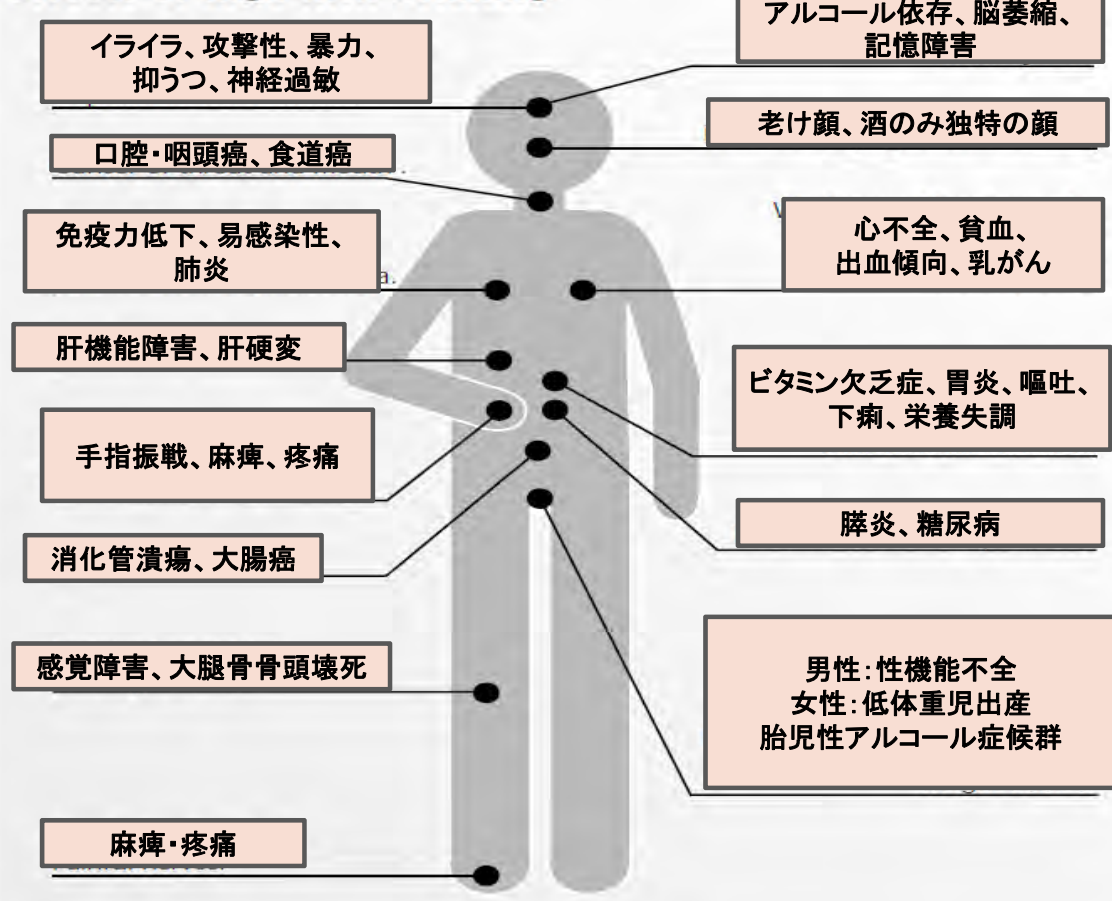 イライラ、攻撃性、暴力、
抑うつ、神経過敏
口腔・咽頭癌、食道癌
免疫力低下、易感染性、
肺炎
肝機能障害、肝硬変
手指振戦、麻痺、疼痛
消化管潰瘍、大腸癌
感覚障害、大腿骨骨頭壊死
麻痺・疼痛
アルコール依存、脳萎縮、
記憶障害
老け顔、酒のみ独特の顔
心不全、貧血、
出血傾向、乳がん
ビタミン欠乏症、胃炎、嘔吐、
下痢、栄養失調
膵炎、糖尿病
男性：性機能不全
女性：低体重児出産
胎児性アルコール症候群